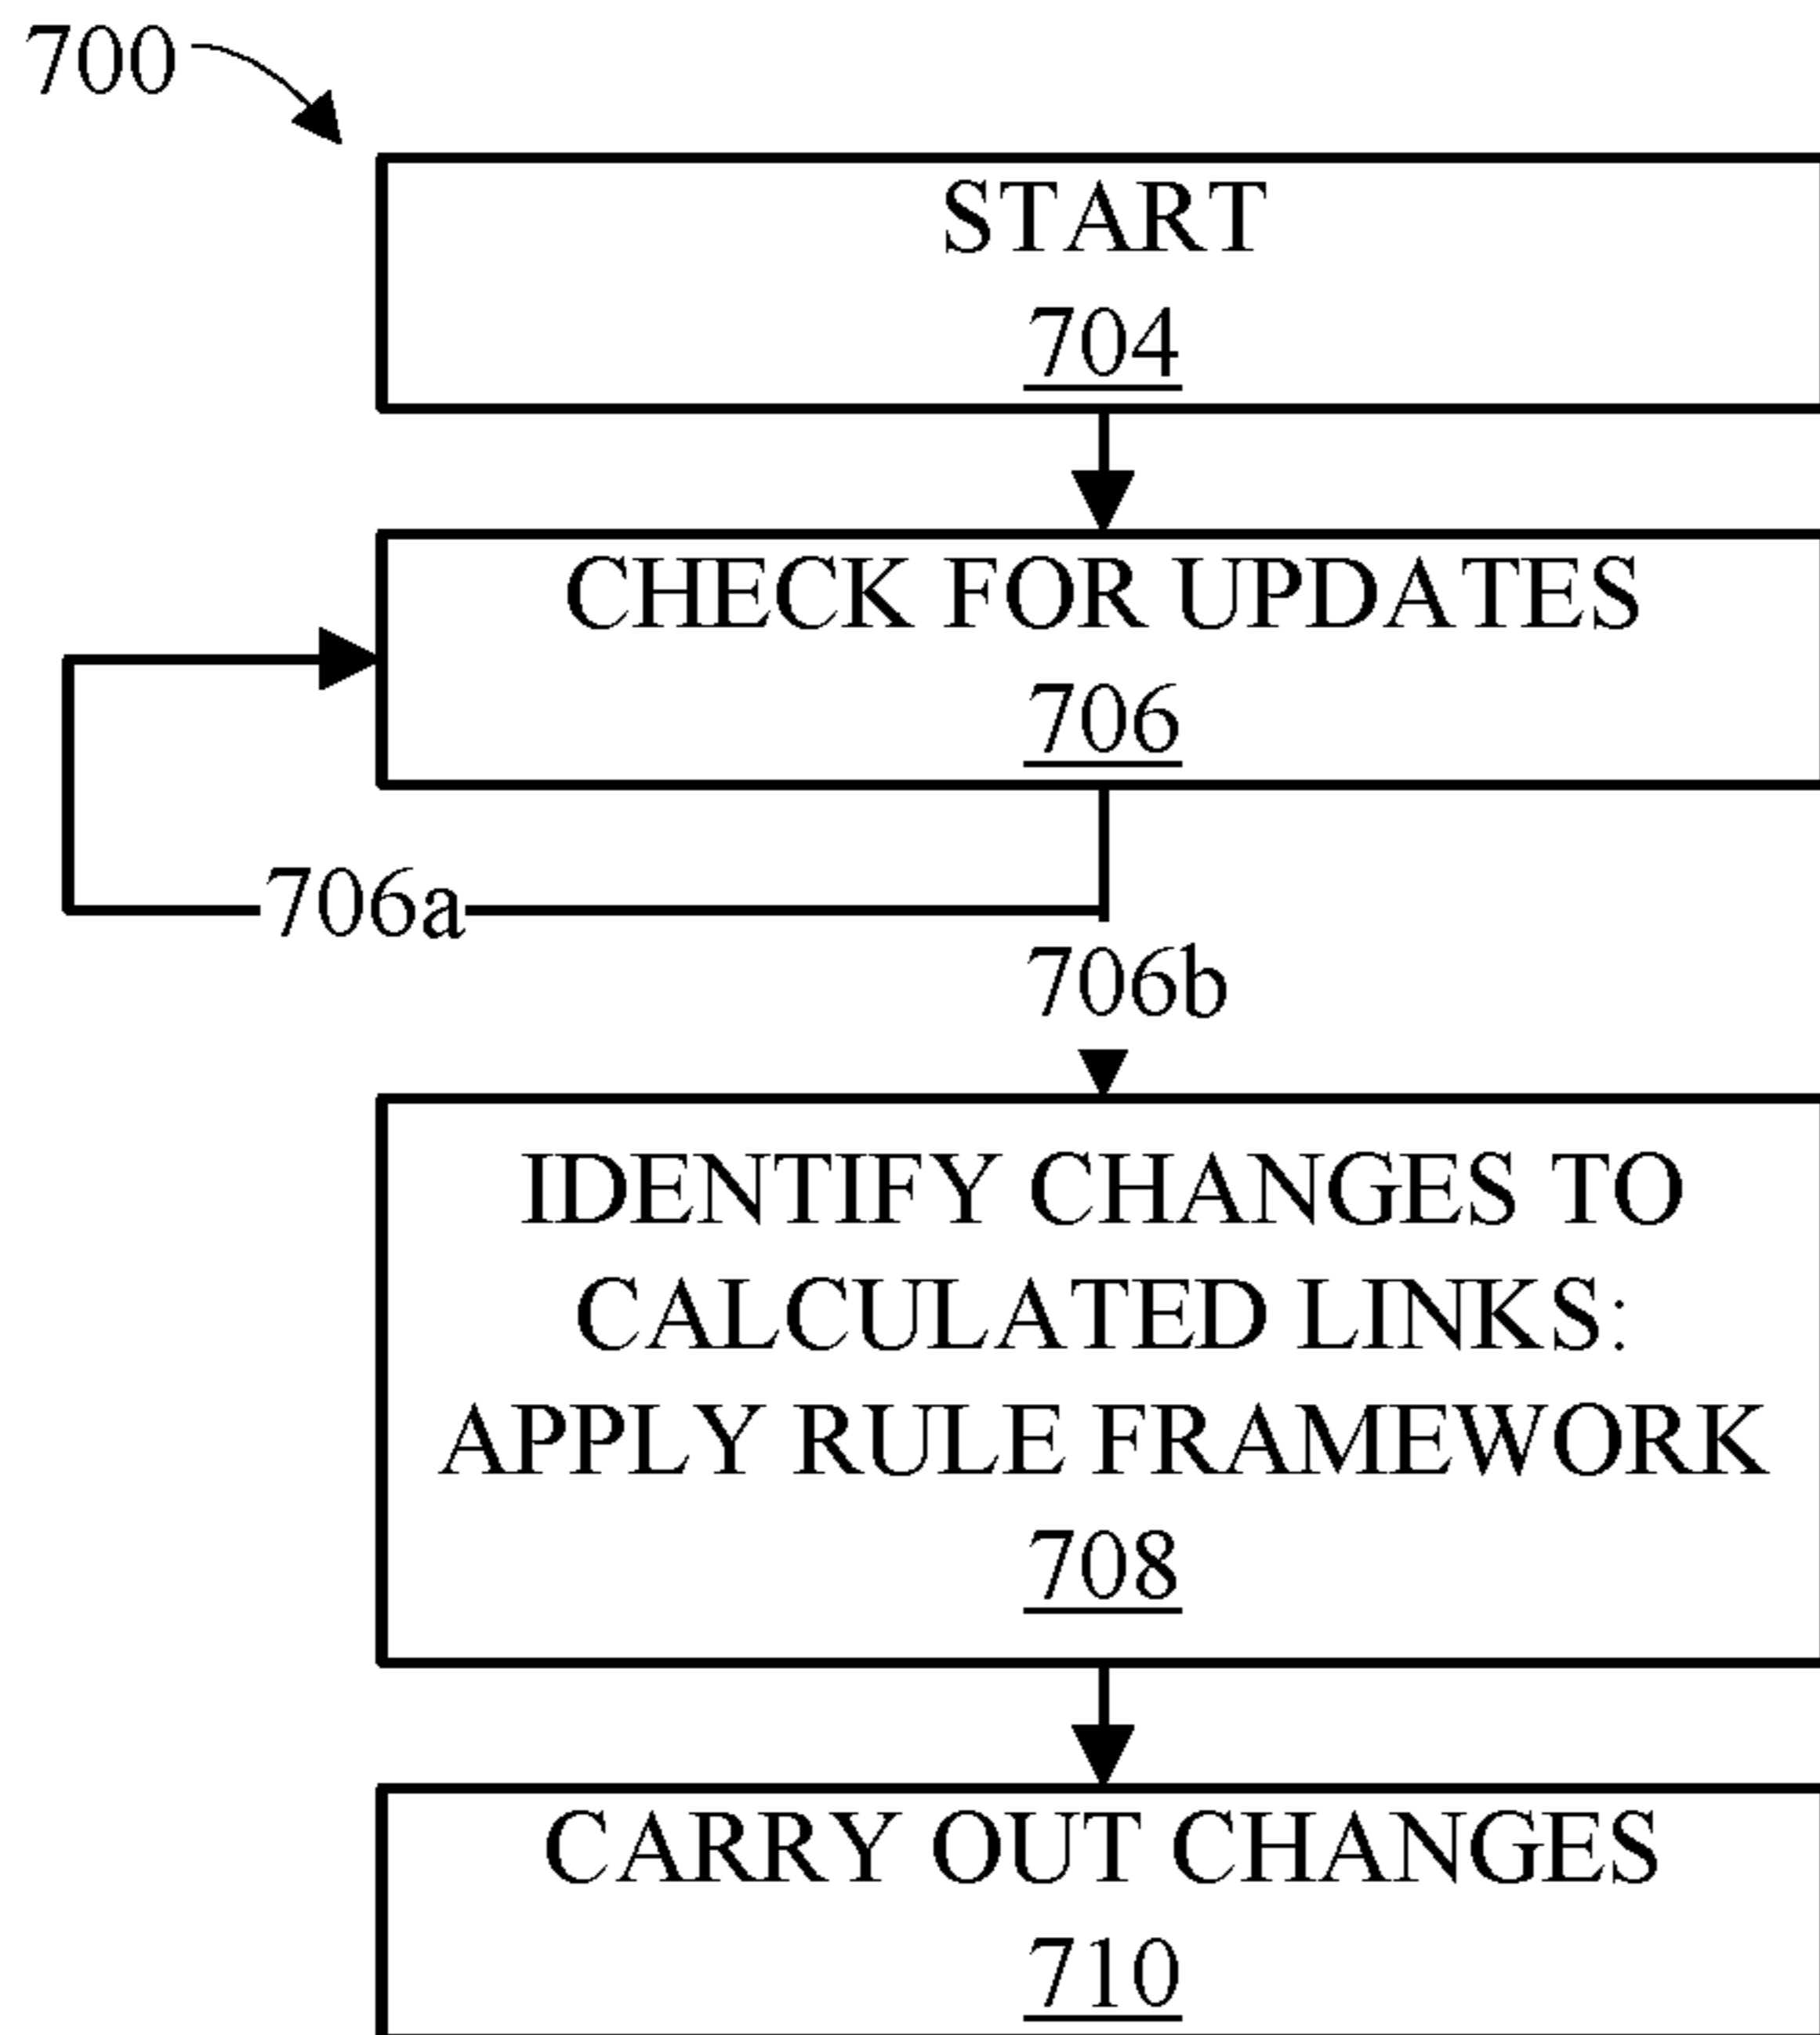 700
START
704
CHECK FOR UPDATES
706
706a
706b
IDENTIFY CHANGES TO
CALCULATED LINKS:
APPLY RULE FRAMEWORK
708
CARRY OUT CHANGES
710